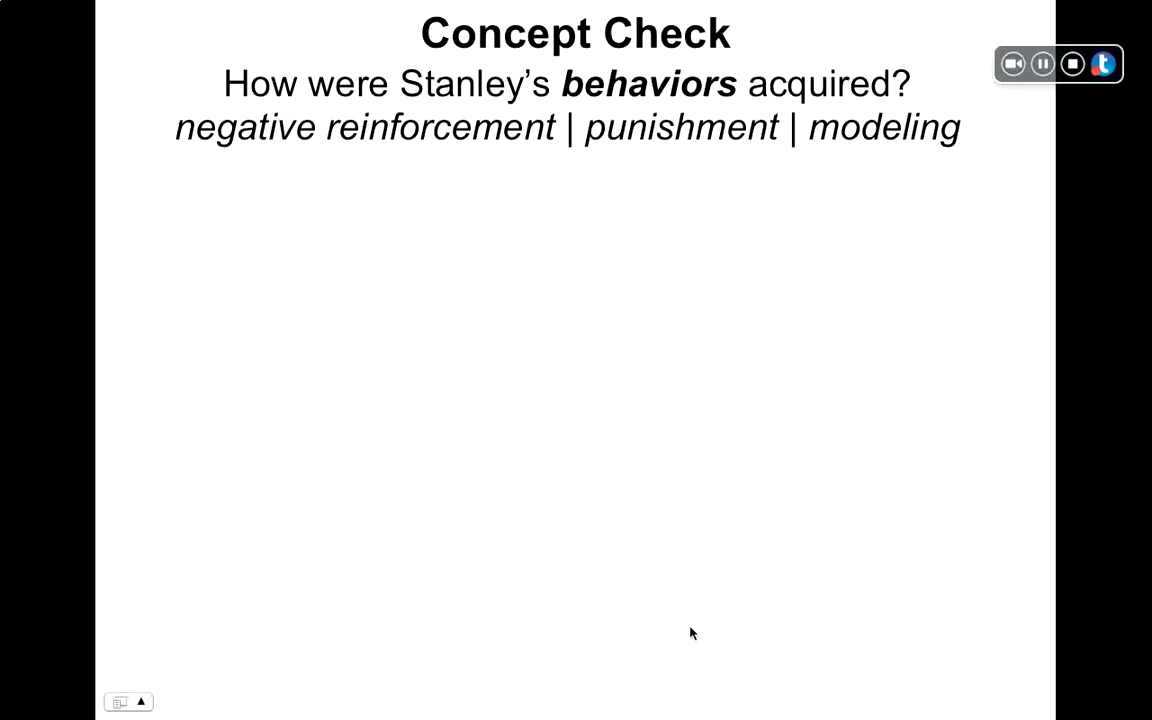 Concept Check
How were Stanley’s behaviors acquired?
negative reinforcement | punishment | modeling